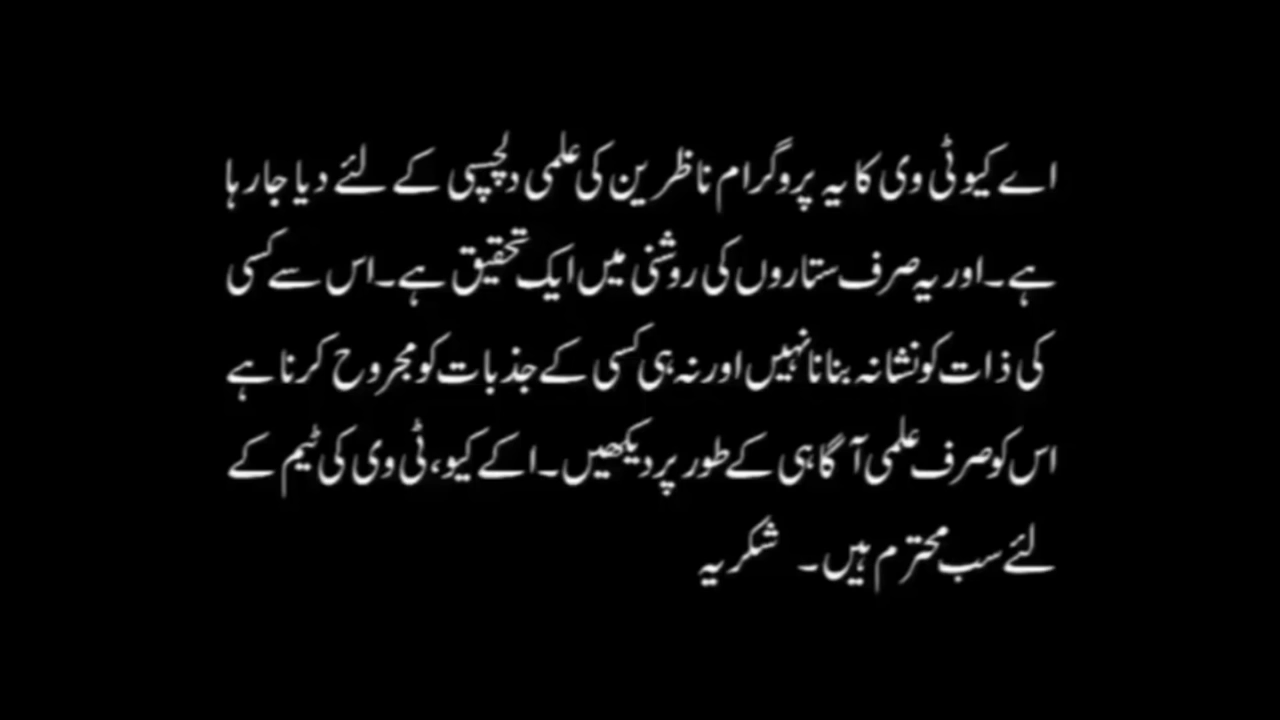 اے کیو ٹی وی کا یہ پروگرام ناظرین کی علمی دلچسپی کے لئے دیا جارہا
ہے۔ اور یہ صرف ستاروں کی روشنی میں ایک تحقیق ہے۔ اس سے کسی
کی ذات کو نشانہ بنانا نہیں اور نہ ہی کسی کے جذبات کو مجروح کرنا ہے
اس کو صرف علمی آگاہی کے طور پر دیکھیں۔ اکے کیو، ٹی وی کی ٹیم کے
لئے سب محترم ہیں۔ شکریہ